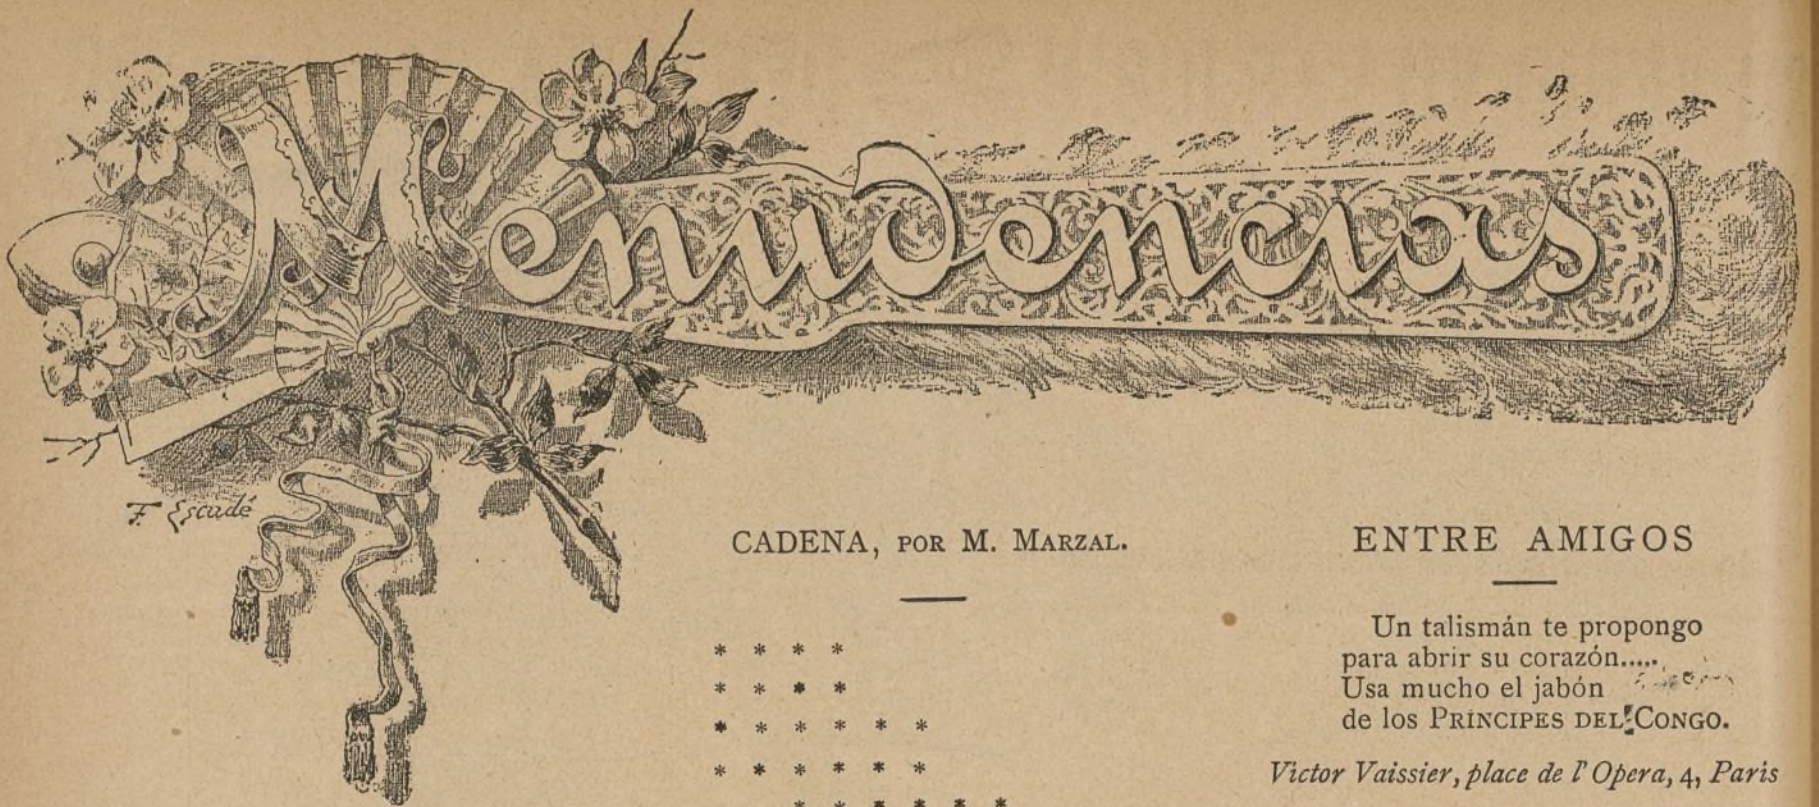 Menudencias
F. Escudé
CADENA, POR M. MARZAL.
* * * *
* * * *
* * * * * *
* * * * * *
* * * * * *
ENTRE AMIGOS
Un talismán te propongo
para abrir su corazón.....
Usa mucho el jabón
de los PRÍNCIPES DEL CONGO.
Victor Vaissier, place de l'Opera, 4, Paris